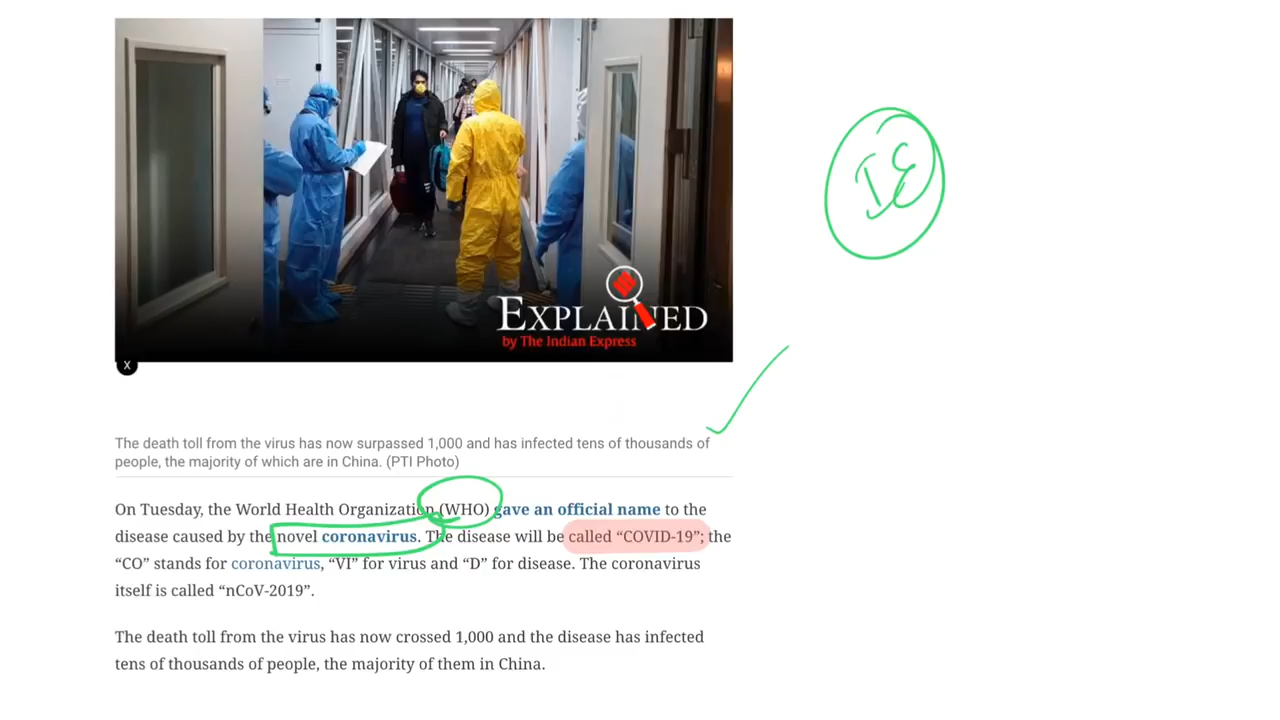 EXPLAINED
by The Indian Express
IE
X
The death toll from the virus has now surpassed 1,000 and has infected tens of thousands of
people, the majority of which are in China. (PTI Photo)
On Tuesday, the World Health Organization (WHO) gave an official name to the
disease caused by the novel coronavirus. The disease will be called “COVID-19”; the
“CO” stands for coronavirus, “VI” for virus and “D” for disease. The coronavirus
itself is called “nCoV-2019”.
The death toll from the virus has now crossed 1,000 and the disease has infected
tens of thousands of people, the majority of them in China.